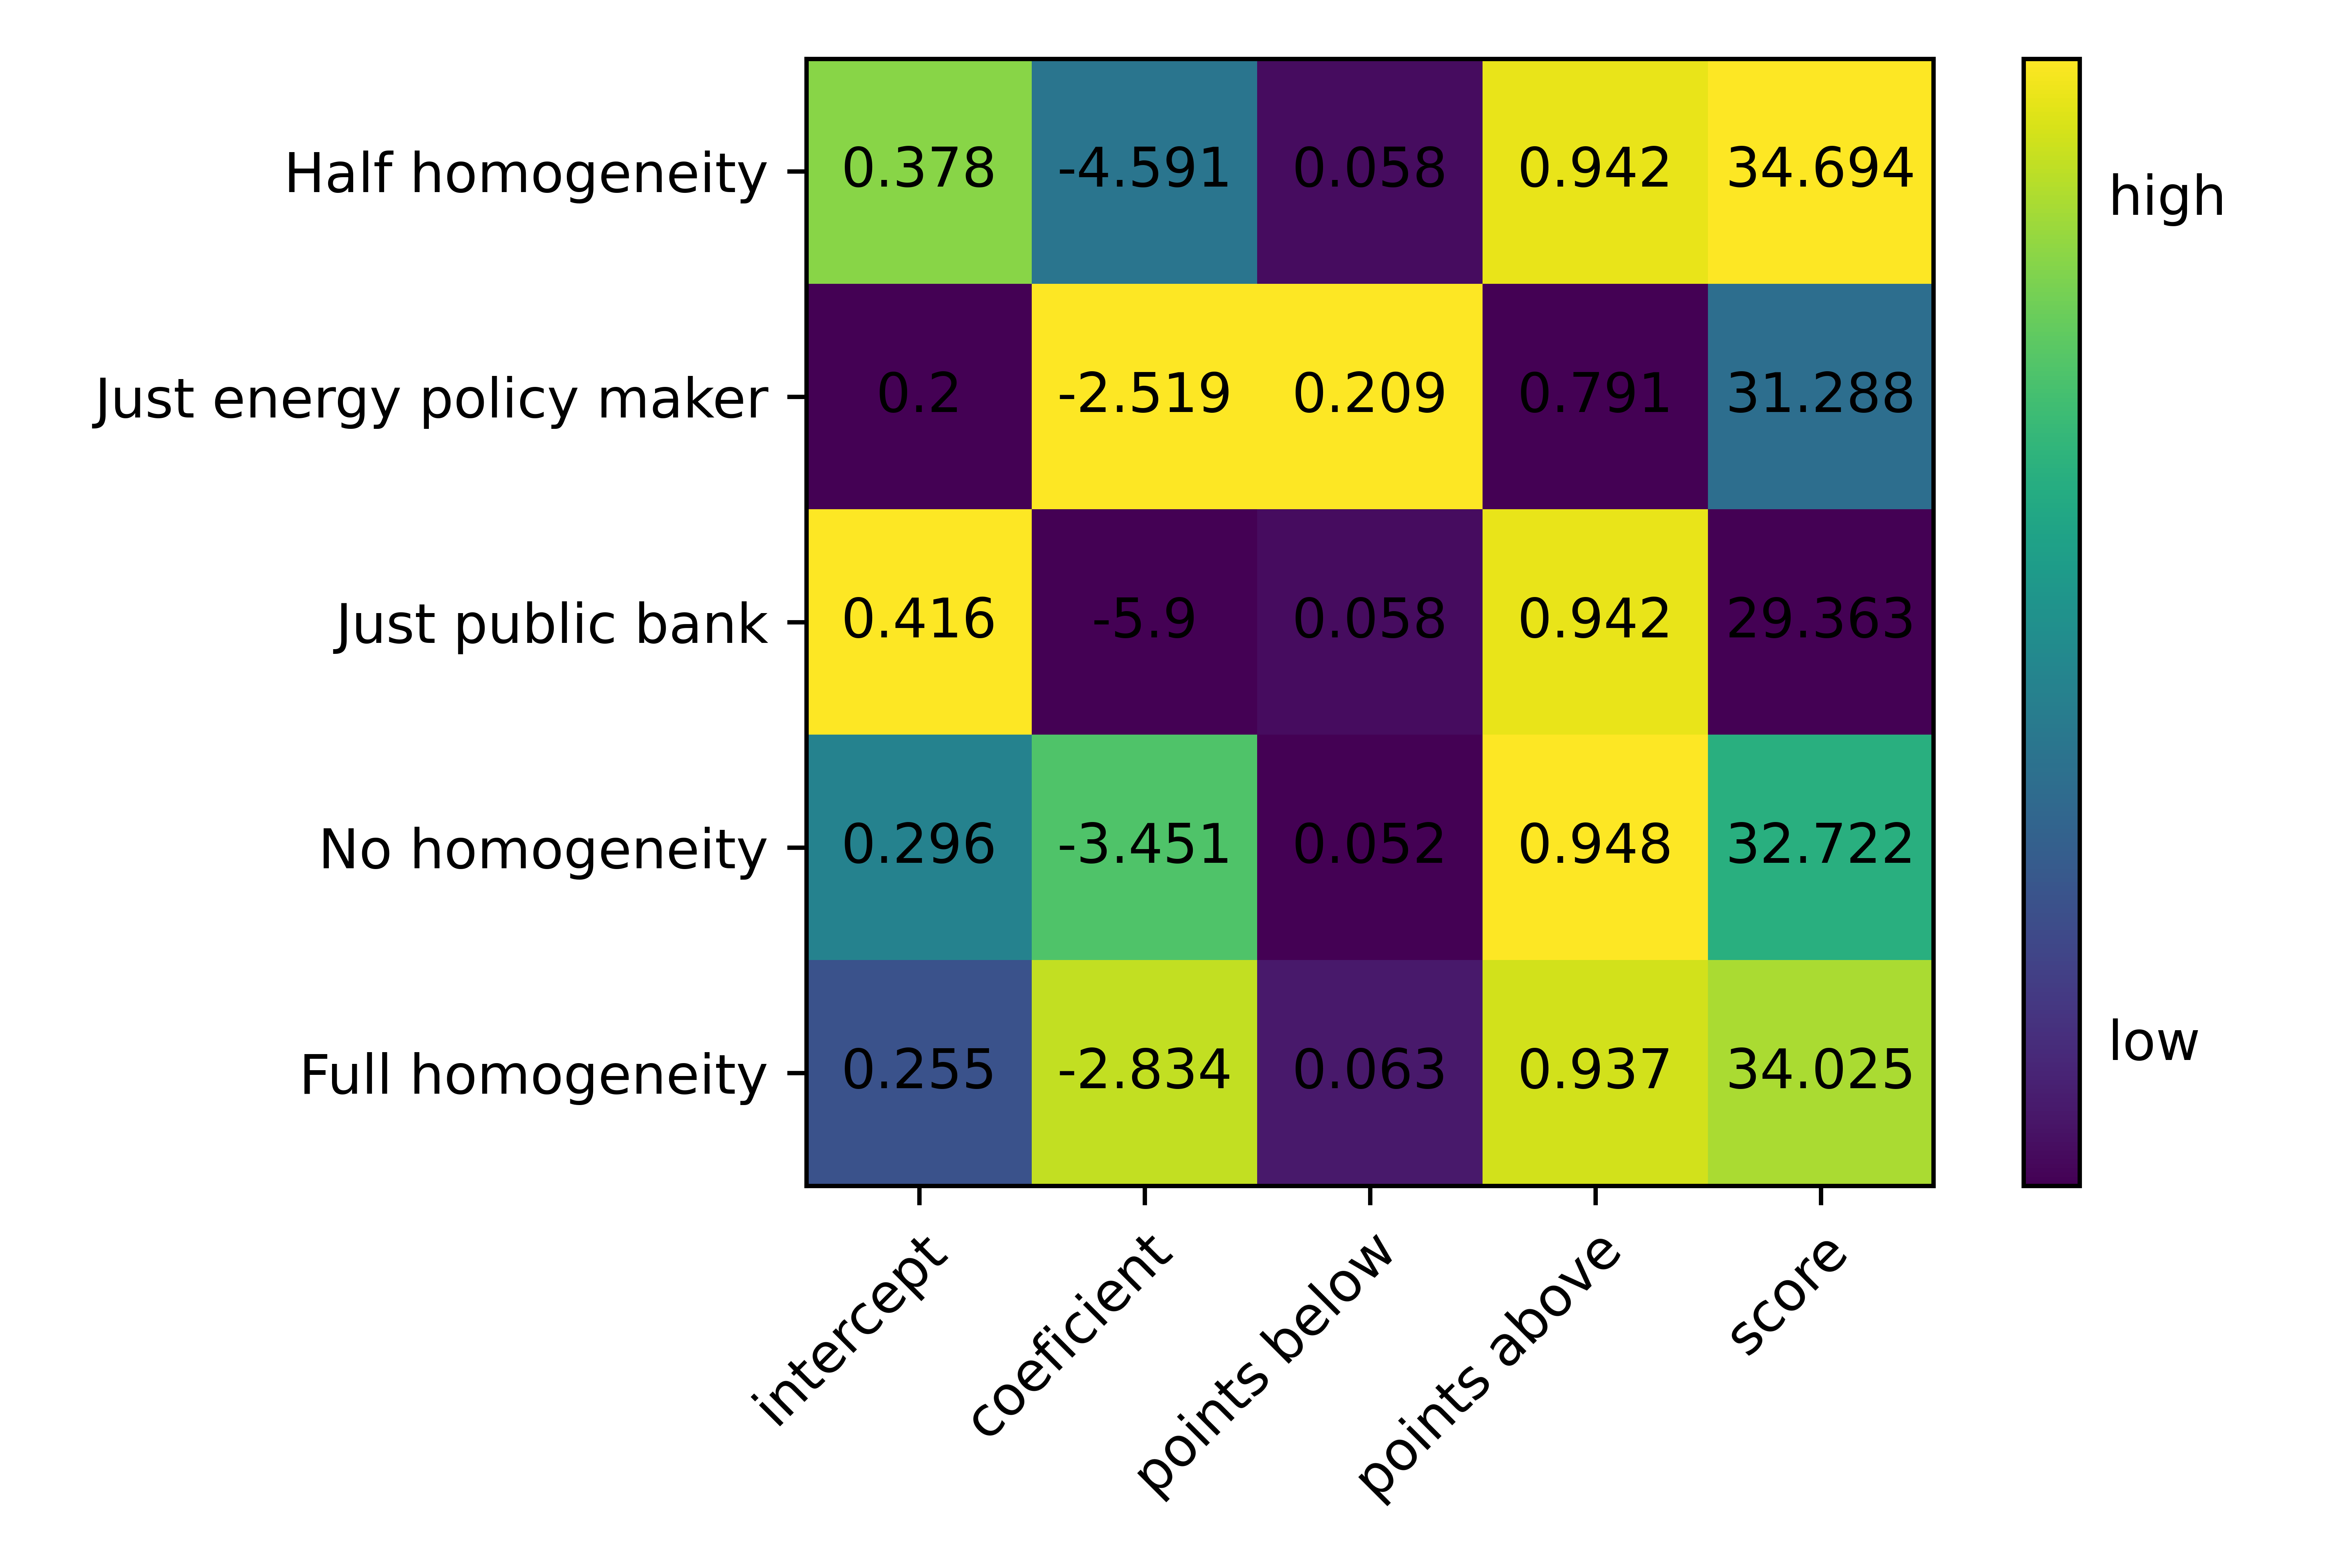 Half homogeneity 0.378 -4.591 0.058 0.942 34.694
high
Just energy policy maker 0.2 -2.519 0.209 0.791 31.288
Just public bank 0.416 -5.9 0.058 0.942 29.363
No homogeneity 0.296 -3.451 0.052 0.948 32.722
low
Full homogeneity 0.255 -2.834 0.063 0.937 34.025
intercept
coeficient
points below
points above
score